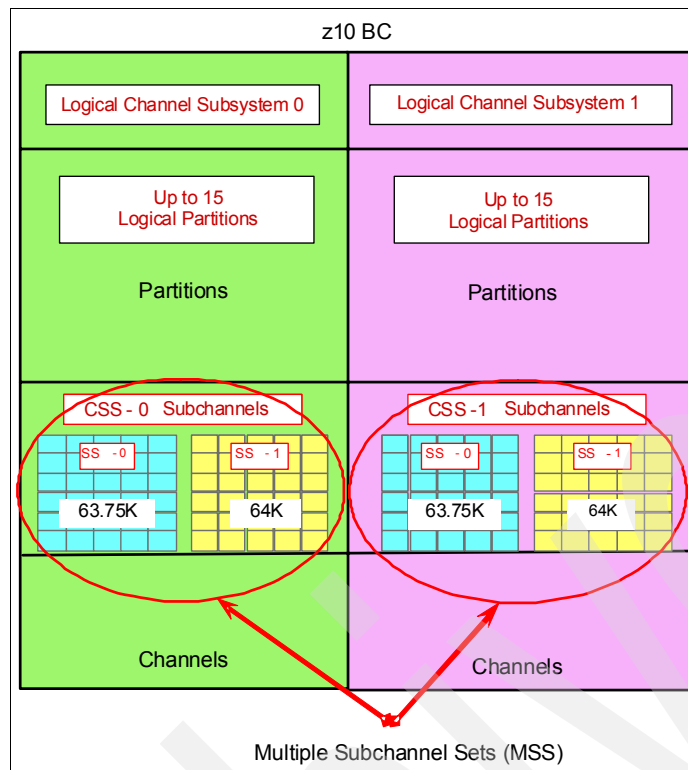 z10 BC
Logical Channel Subsystem 0
Logical Channel Subsystem 1
Up to 15
Logical Partitions
Up to 15
Logical Partitions
Partitions
Partitions
CSS - 0 Subchannels
CSS -1 Subchannels
SS - 0
SS - 1
SS - 0
SS - 1
63.75K
64K
63.75K
64K
Channels
Channels
Multiple Subchannel Sets (MSS)